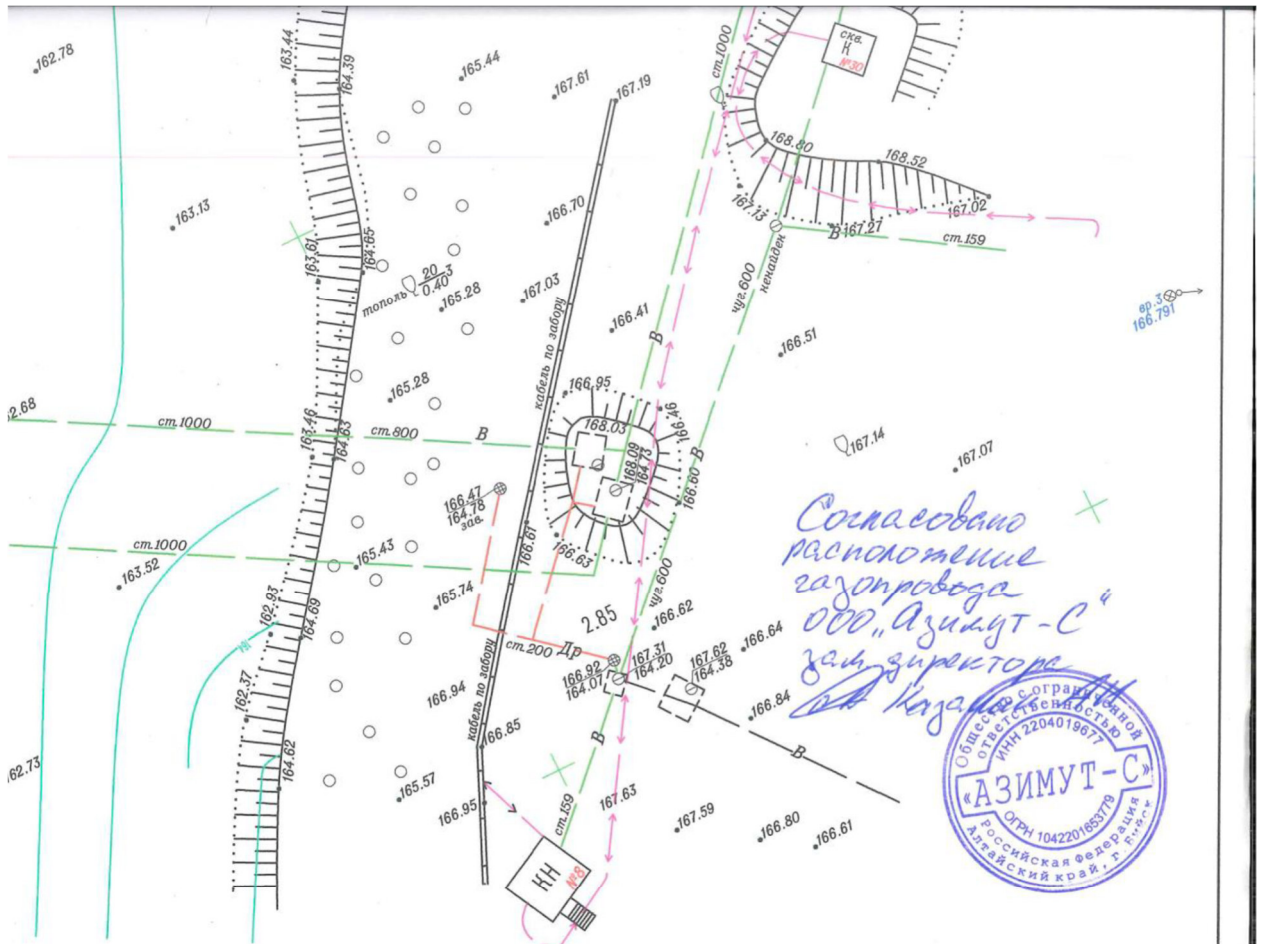 162.78
163.44
164.39
165.44
167.61
167.19
ст.1000
скв.
К
№30
168.80
168.52
167.13
167.27
167.02
В
ст.159
163.13
166.70
163.61
164.65
тополь 20
0.40 3
165.28
167.03
кабель по забору
166.41
В
чуг.600
ненайден
166.51
вр.3
166.791
165.28
166.95
166.46
2.68
ст.1000
163.46
164.63
ст.800
В
168.03
168.09
164.73
В
166.60
167.14
167.07
166.47
164.78
зав.
166.61
166.63
ст.1000
163.52
165.43
165.74
чуг.600
Согласовано
расположение
газопровода
ООО „Азимут-С“
зам. директора
162.93
164.69
2.85
166.62
166.64
ст.200
Др
166.92
164.07
167.31
164.20
167.62
164.38
162.37
166.94
кабель по забору
166.85
166.84
В
В
62.73
164.62
165.57
166.95
ст.159
167.63
167.59
166.80
166.61
КН
№8
Общество с ограниченной
ответственностью
ИНН 2204019677
«АЗИМУТ-С»
ОГРН 1042201653779
Российская Федерация
Алтайский край, г.